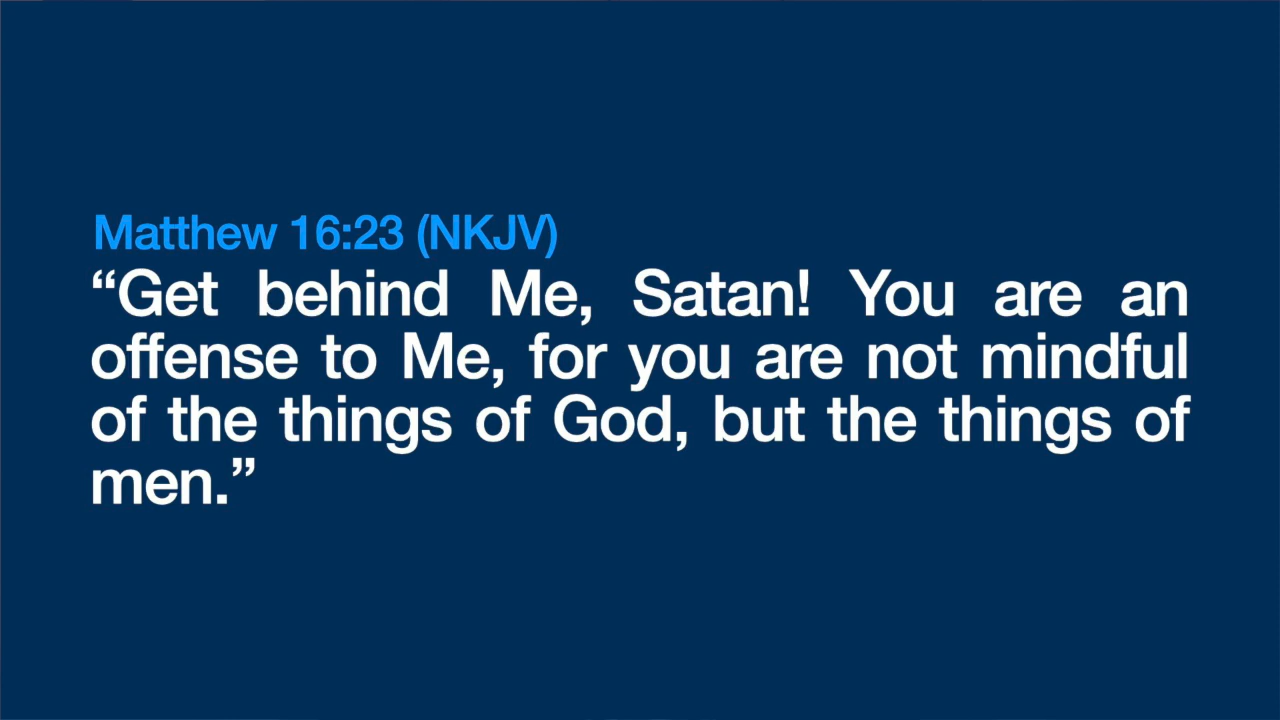 Matthew 16:23 (NKJV)
“Get behind Me, Satan! You are an
offense to Me, for you are not mindful
of the things of God, but the things of
men.”